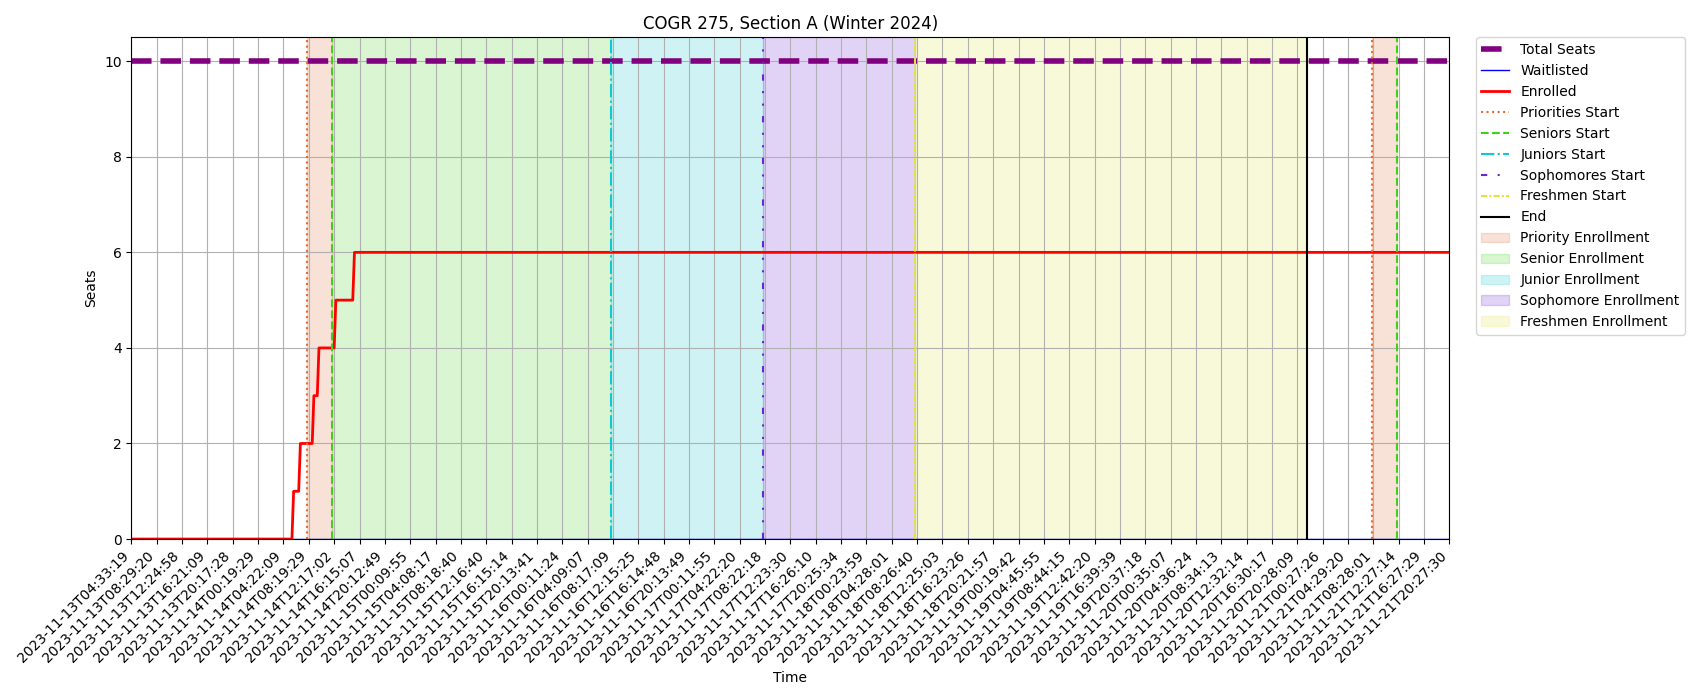 COGR 275, Section A (Winter 2024)
10
8
6
4
2
0
Seats
2023-11-13T04:33:19
2023-11-13T08:29:20
2023-11-13T12:24:58
2023-11-13T16:21:09
2023-11-13T20:17:28
2023-11-14T00:19:29
2023-11-14T04:22:09
2023-11-14T08:19:29
2023-11-14T12:17:02
2023-11-14T16:15:07
2023-11-14T20:12:49
2023-11-15T00:09:55
2023-11-15T04:08:17
2023-11-15T08:18:40
2023-11-15T12:16:40
2023-11-15T16:15:14
2023-11-15T20:13:41
2023-11-16T00:11:24
2023-11-16T04:09:07
2023-11-16T08:17:09
2023-11-16T12:15:25
2023-11-16T16:14:48
2023-11-16T20:13:49
2023-11-17T00:11:55
2023-11-17T04:22:20
2023-11-17T08:22:18
2023-11-17T12:23:30
2023-11-17T16:26:10
2023-11-17T20:25:34
2023-11-18T00:23:59
2023-11-18T04:28:01
2023-11-18T08:26:40
2023-11-18T12:25:03
2023-11-18T16:23:26
2023-11-18T20:21:57
2023-11-19T00:19:42
2023-11-19T04:45:55
2023-11-19T08:44:15
2023-11-19T12:42:20
2023-11-19T16:39:39
2023-11-19T20:37:18
2023-11-20T00:35:07
2023-11-20T04:36:24
2023-11-20T08:34:13
2023-11-20T12:32:14
2023-11-20T16:30:17
2023-11-20T20:28:09
2023-11-21T00:27:26
2023-11-21T04:29:20
2023-11-21T08:28:01
2023-11-21T12:27:14
2023-11-21T16:27:29
2023-11-21T20:27:30
Time
Total Seats
Waitlisted
Enrolled
Priorities Start
Seniors Start
Juniors Start
Sophomores Start
Freshmen Start
End
Priority Enrollment
Senior Enrollment
Junior Enrollment
Sophomore Enrollment
Freshmen Enrollment